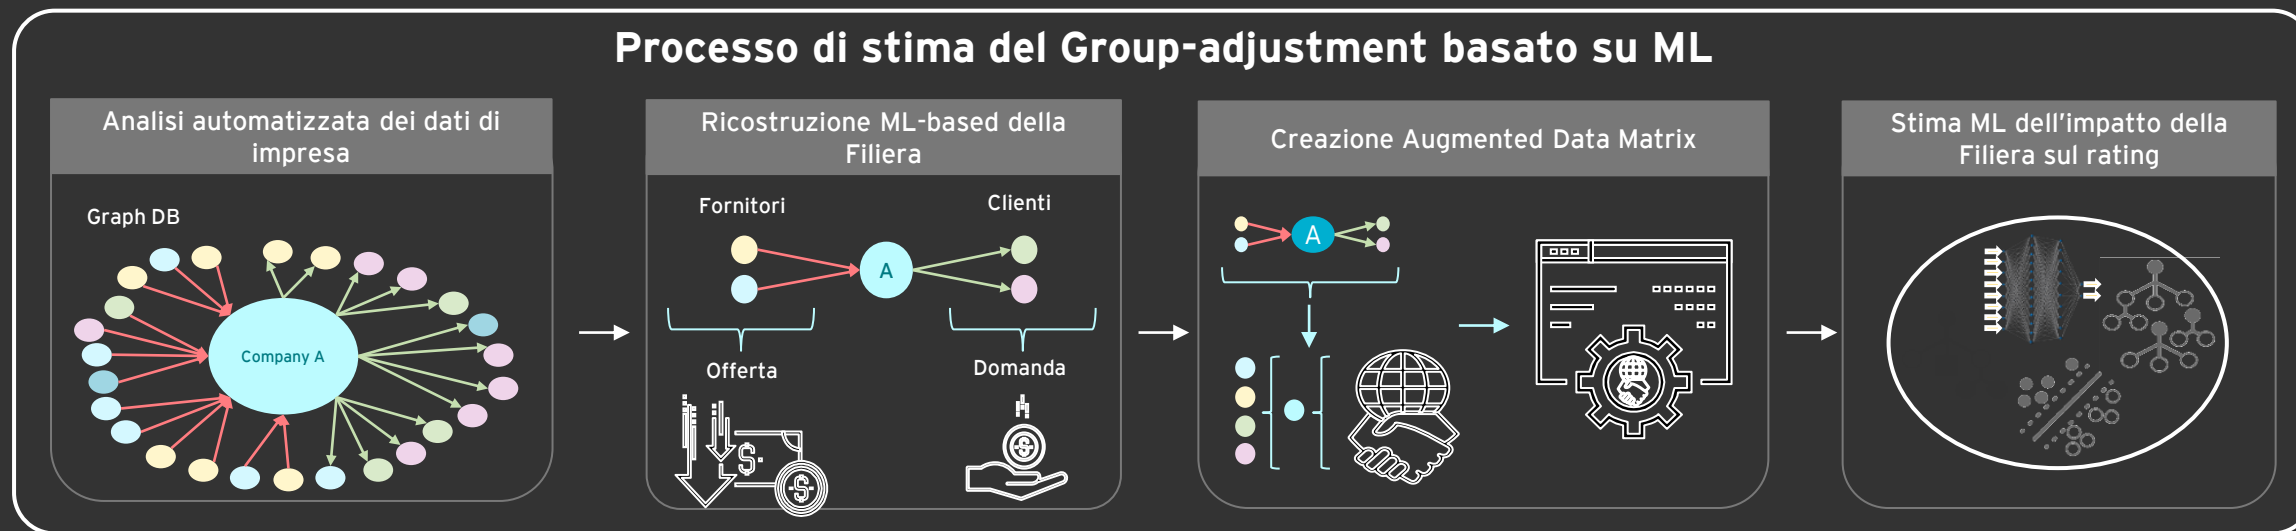 Processo di stima del Group-adjustment basato su ML
Analisi automatizzata dei dati di
impresa
Graph DB
Company A
Ricostruzione ML-based della
Filiera
Fornitori
Clienti
A
Offerta
Domanda
$
$
$
Creazione Augmented Data Matrix
A
Stima ML dell'impatto della
Filiera sul rating